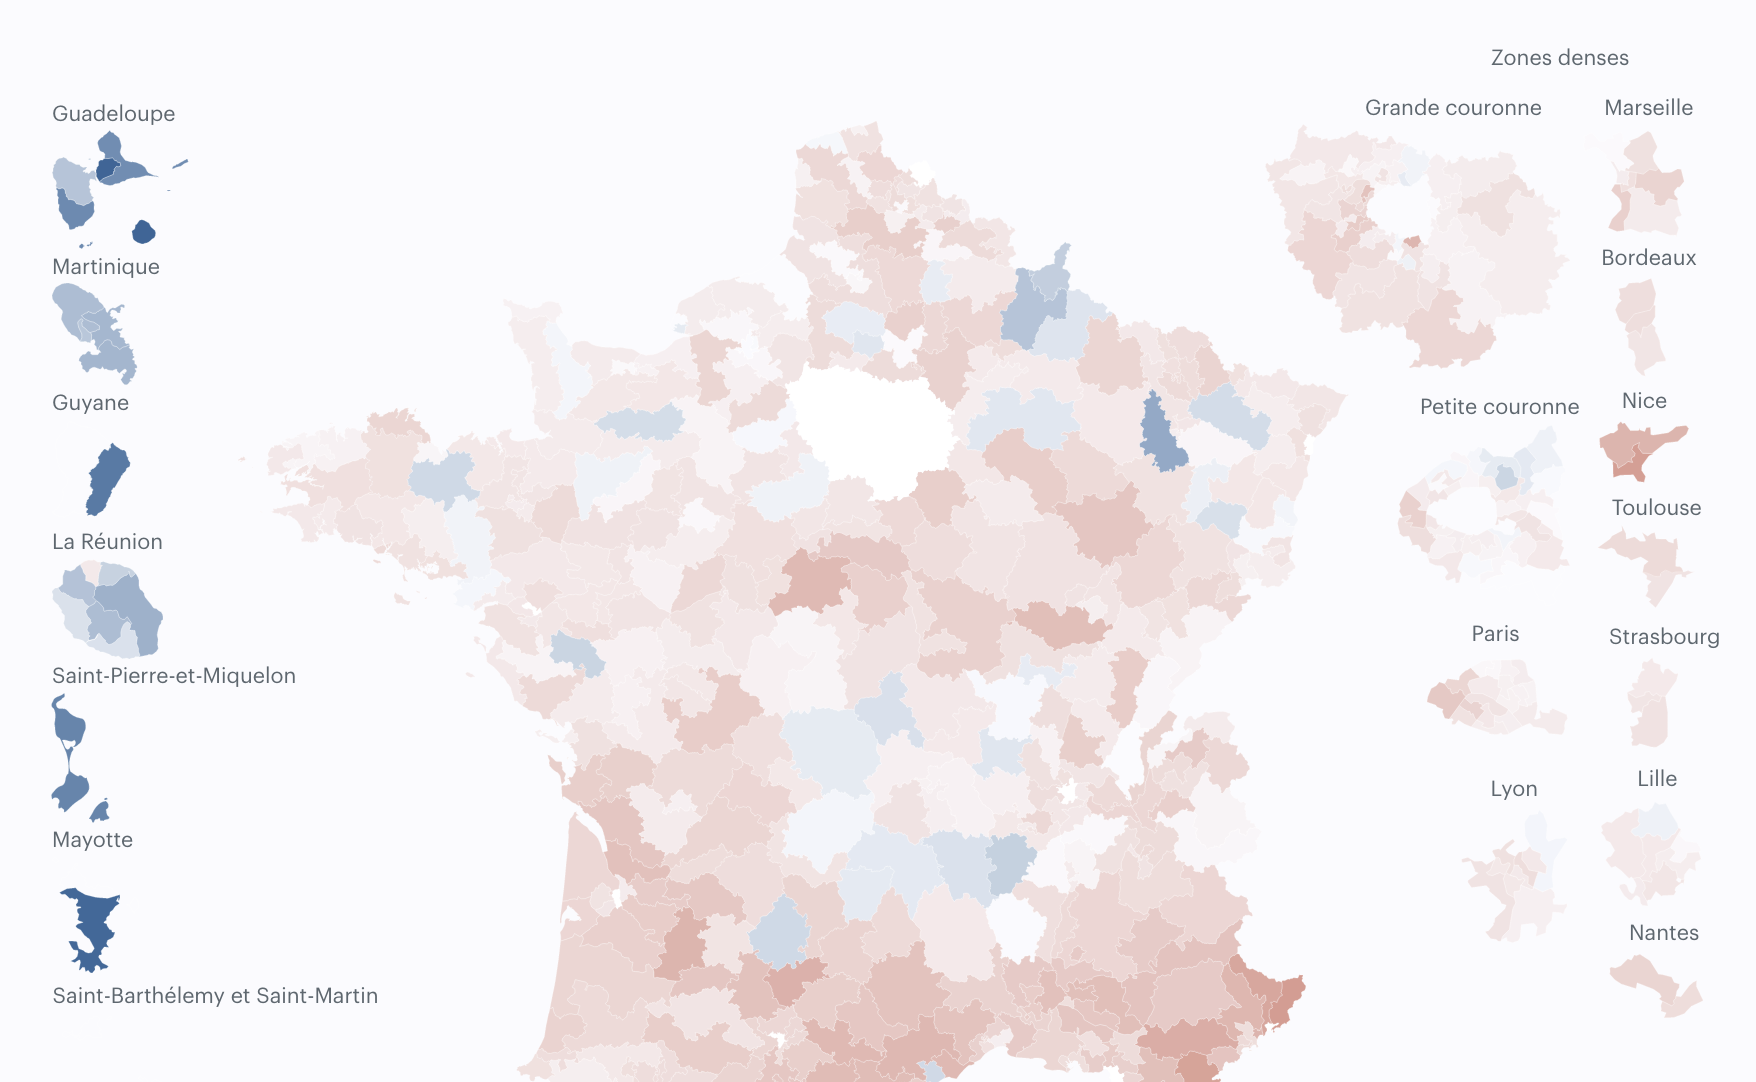 Guadeloupe
Martinique
Guyane
La Réunion
Saint-Pierre-et-Miquelon
Mayotte
Saint-Barthélemy et Saint-Martin
Zones denses
Grande couronne
Marseille
Bordeaux
Petite couronne
Nice
Toulouse
Paris
Strasbourg
Lyon
Lille
Nantes